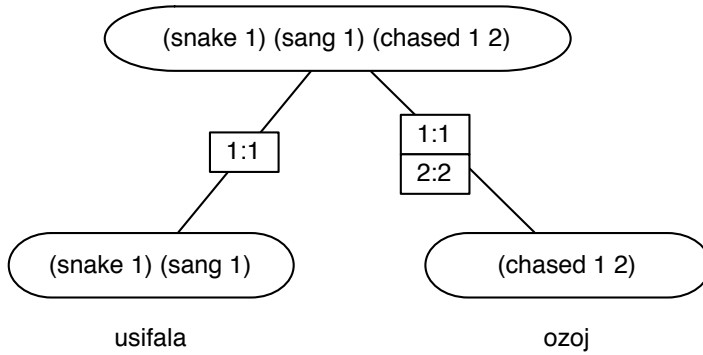 (snake 1) (sang 1) (chased 1 2)
1:1
1:1
2:2
(snake 1) (sang 1)
(chased 1 2)
usifala
ozoj